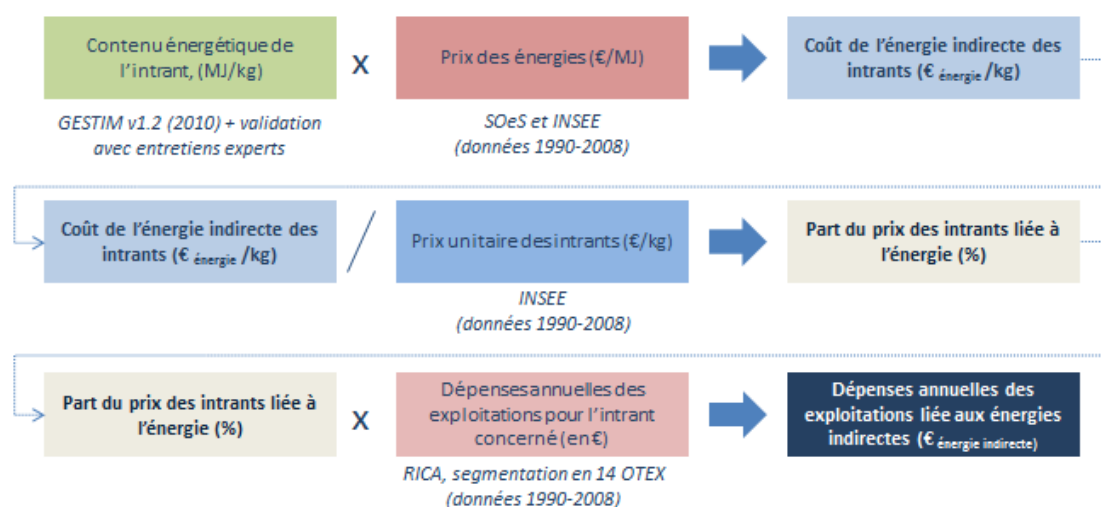 Contenu énergétique de
l'intrant, (MJ/kg)
X
Prix des énergies (€/MJ)
Coût de l'énergie indirecte des
intrants (€ énergie /kg)
GESTIM v1.2 (2010) + validation
avec entretiens experts
SOeS et INSEE
(données 1990-2008)
Coût de l'énergie indirecte des
intrants (€ énergie /kg)
/
Prix unitaire des intrants (€/kg)
Part du prix des intrants liée à
l'énergie (%)
INSEE
(données 1990-2008)
Part du prix des intrants liée à
l'énergie (%)
X
Dépenses annuelles des
exploitations pour l'intrant
concerné (en €)
Dépenses annuelles des
exploitations liée aux énergies
indirectes (€ énergie indirecte)
RICA, segmentation en 14 OTEX
(données 1990-2008)